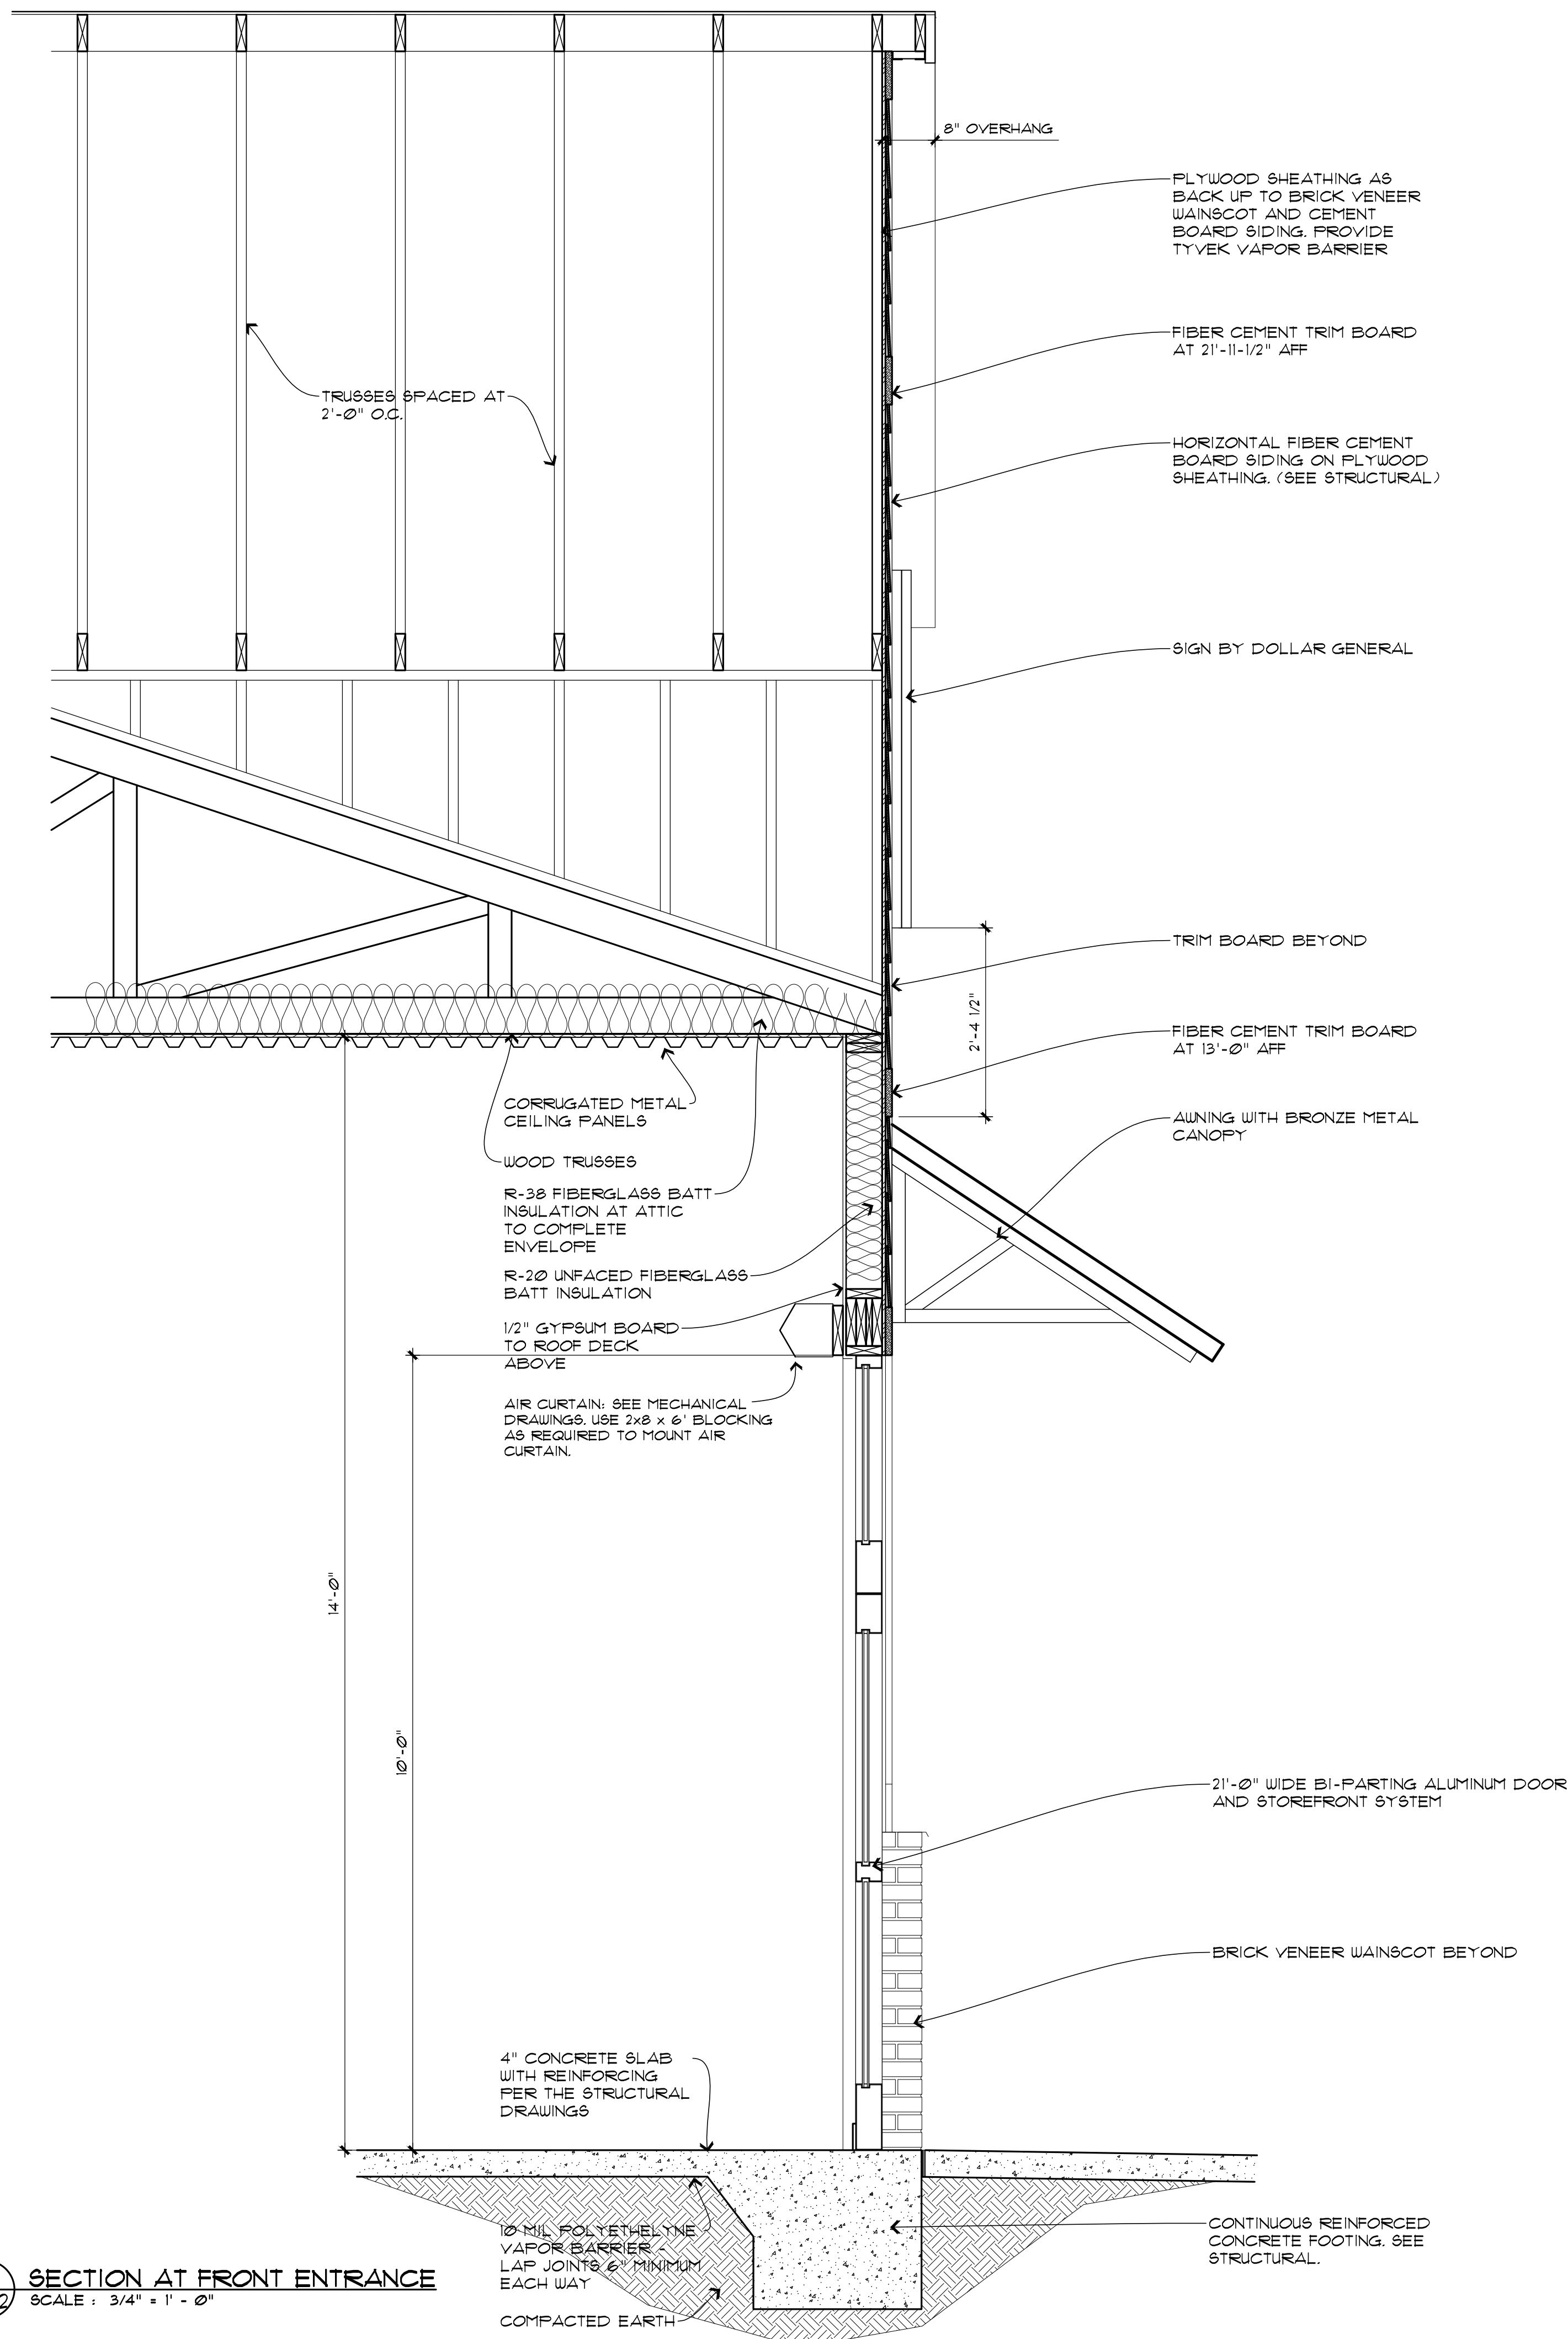 8" OVERHANG
PLYWOOD SHEATHING AS
BACK UP TO BRICK VENEER
WAINSCOT AND CEMENT
BOARD SIDING. PROVIDE
TYVEK VAPOR BARRIER
FIBER CEMENT TRIM BOARD
AT 21'-11-1/2" AFF
TRUSSES SPACED AT
2'-0" O.C.
HORIZONTAL FIBER CEMENT
BOARD SIDING ON PLYWOOD
SHEATHING. (SEE STRUCTURAL)
SIGN BY DOLLAR GENERAL
TRIM BOARD BEYOND
2'-4 1/2"
FIBER CEMENT TRIM BOARD
AT 13'-0" AFF
AWNING WITH BRONZE METAL
CANOPY
CORRUGATED METAL
CEILING PANELS
WOOD TRUSSES
R-38 FIBERGLASS BATT
INSULATION AT ATTIC
TO COMPLETE
ENVELOPE
R-20 UNFACED FIBERGLASS
BATT INSULATION
1/2" GYPSUM BOARD
TO ROOF DECK
ABOVE
AIR CURTAIN: SEE MECHANICAL
DRAWINGS. USE 2x8 x 6' BLOCKING
AS REQUIRED TO MOUNT AIR
CURTAIN.
14'-0"
10'-0"
21'-0" WIDE BI-PARTING ALUMINUM DOOR
AND STOREFRONT SYSTEM
BRICK VENEER WAINSCOT BEYOND
4" CONCRETE SLAB
WITH REINFORCING
PER THE STRUCTURAL
DRAWINGS
10 MIL POLYETHELYNE
VAPOR BARRIER -
LAP JOINTS 6" MINIMUM
EACH WAY
COMPACTED EARTH
CONTINUOUS REINFORCED
CONCRETE FOOTING. SEE
STRUCTURAL.
2
SECTION AT FRONT ENTRANCE
SCALE : 3/4" = 1' - 0"